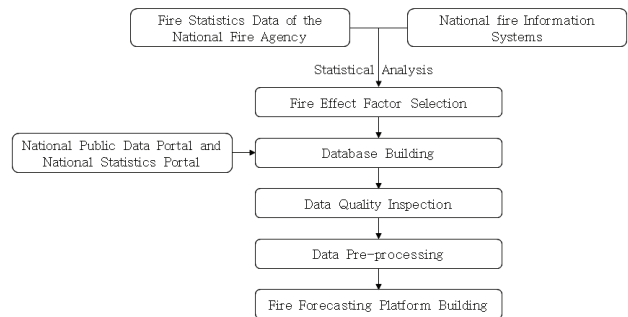 Fire Statistics Data of the
National Fire Agency
National fire Information
Systems
Statistical Analysis
Fire Effect Factor Selection
National Public Data Portal and
National Statistics Portal
Database Building
Data Quality Inspection
Data Pre-processing
Fire Forecasting Platform Building